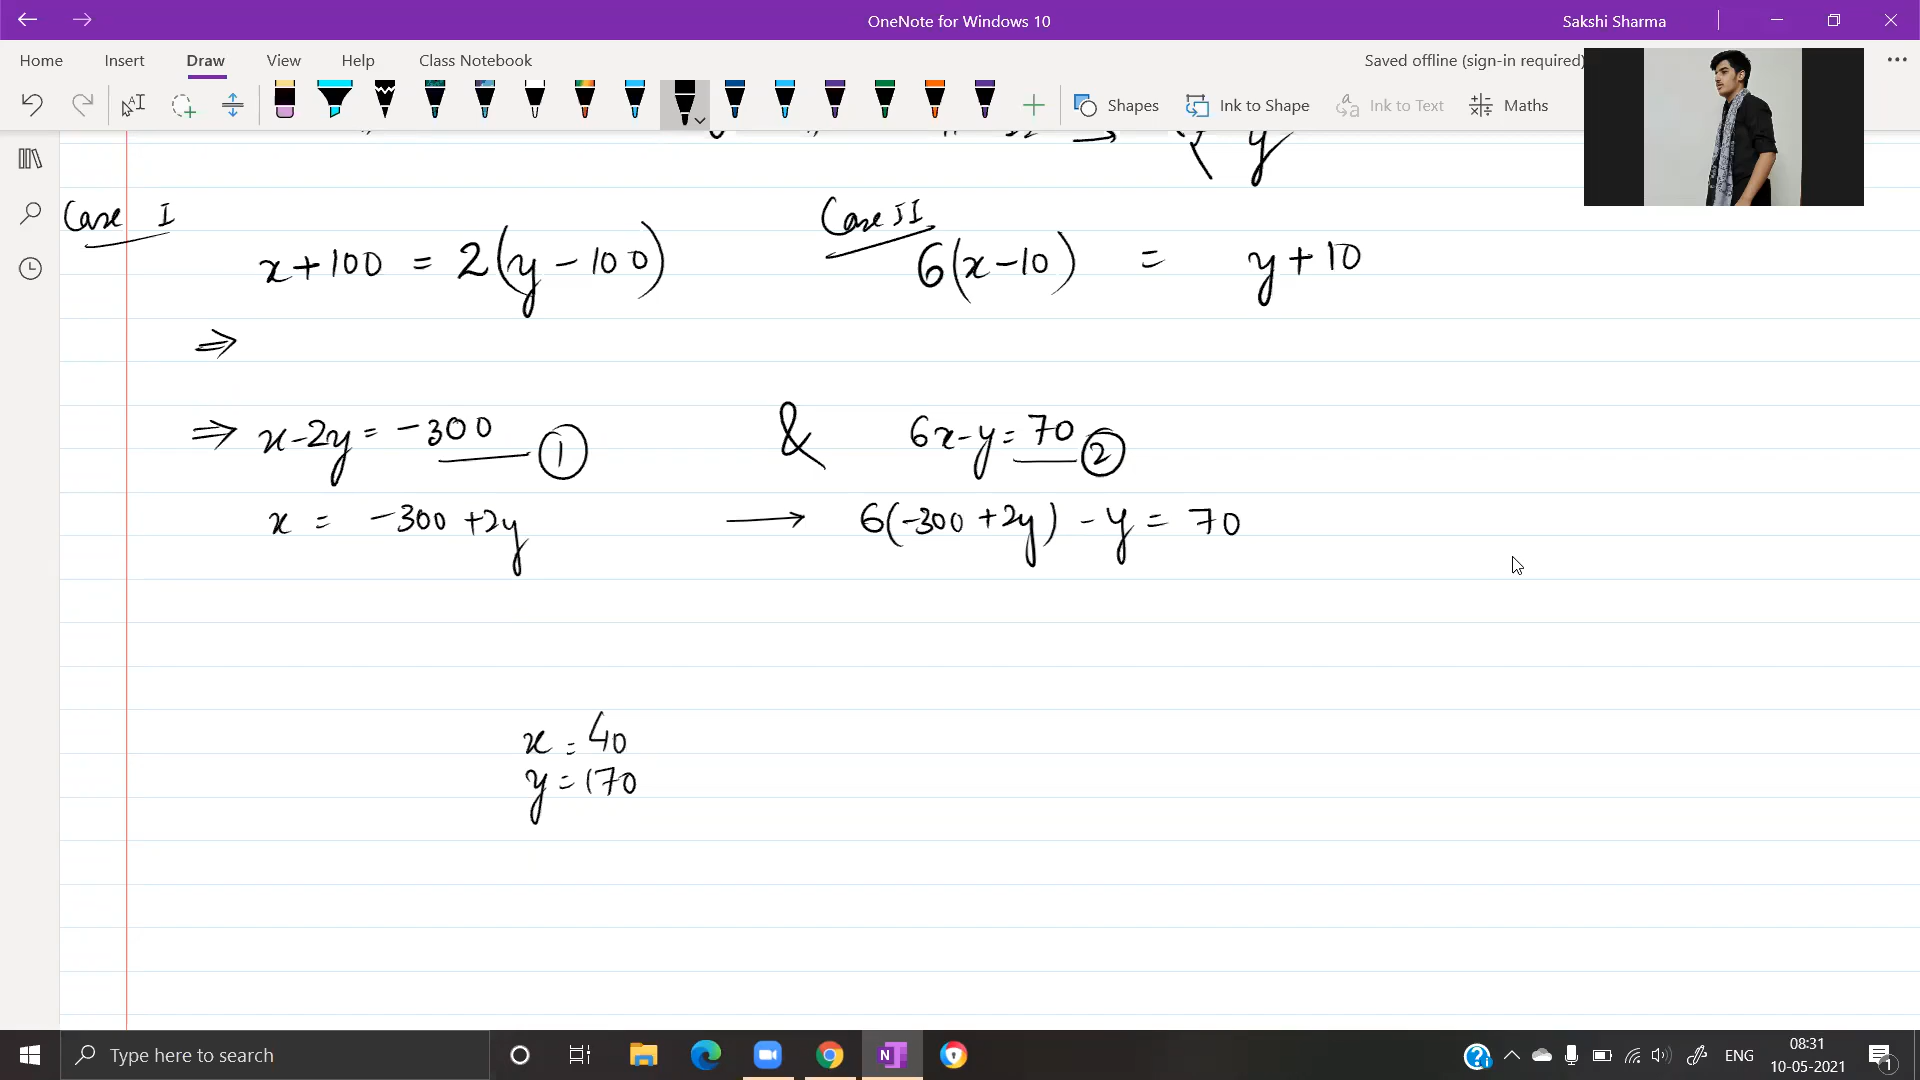 OneNote for Windows 10
Sakshi Sharma
Home Insert Draw View Help Class Notebook
Saved offline (sign-in required)
Shapes Ink to Shape Ink to Text Maths
y
Case I
Case II
x+100 = 2(y-100)
6(x-10) = y+10
⇒
⇒ x-2y = -300 ①
& 6x-y = 70 ②
x = -300 +2y → 6(-300 +2y) - y = 70
x = 40
y = 170
Type here to search
ENG
08:31
10-05-2021
1